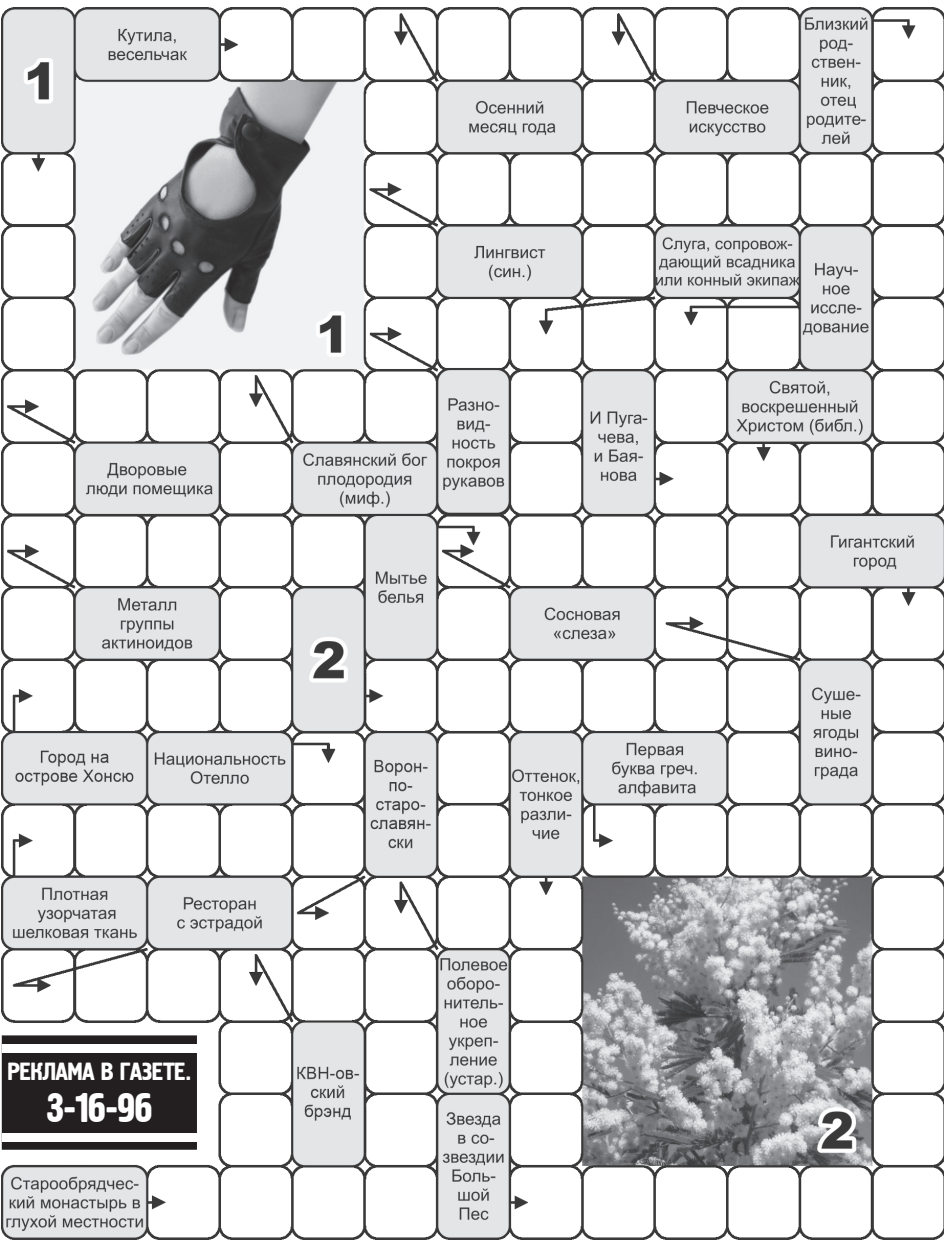 1
Кутила,
весельчак
Близкий
род-
ствен-
ник,
отец
родите-
лей
Осенний
месяц года
Певческое
искусство
Лингвист
(син.)
Слуга, сопровож-
дающий всадника
или конный экипаж
Науч-
ное
иссле-
дование
1
Разно-
вид-
ность
покроя
рукавов
И Пуга-
чева,
и Бая-
нова
Святой,
воскрешенный
Христом (библ.)
Дворовые
люди помещика
Славянский бог
плодородия
(миф.)
Мытье
белья
Гигантский
город
Металл
группы
актиноидов
2
Сосновая
«слеза»
Суше-
ные
ягоды
вино-
града
Город на
острове Хонсю
Национальность
Отелло
Ворон-
по-
старо-
славян-
ски
Оттенок,
тонкое
разли-
чие
Первая
буква греч.
алфавита
Плотная
узорчатая
шелковая ткань
Ресторан
с эстрадой
Полевое
оборо-
нитель-
ное
укреп-
ление
(устар.)
КВН-ов-
ский
брэнд
РЕКЛАМА В ГАЗЕТЕ.
3-16-96
Звезда
в со-
звездии
Боль-
шой
Пес
2
Старообрядчес-
кий монастырь в
глухой местности